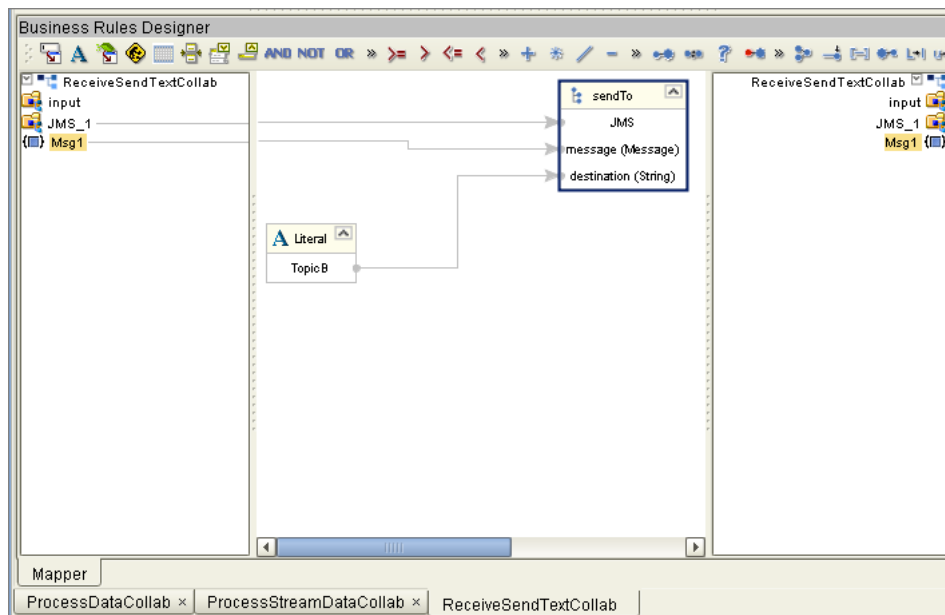 Business Rules Designer
A AND NOT OR » >= > <= < » + * / - » ? »
ReceiveSendTextCollab
input
JMS_1
{} Msg1
sendTo
JMS
message (Message)
destination (String)
A Literal
TopicB
ReceiveSendTextCollab
input
JMS_1
Msg1 {}
Mapper
ProcessDataCollab × ProcessStreamDataCollab × ReceiveSendTextCollab